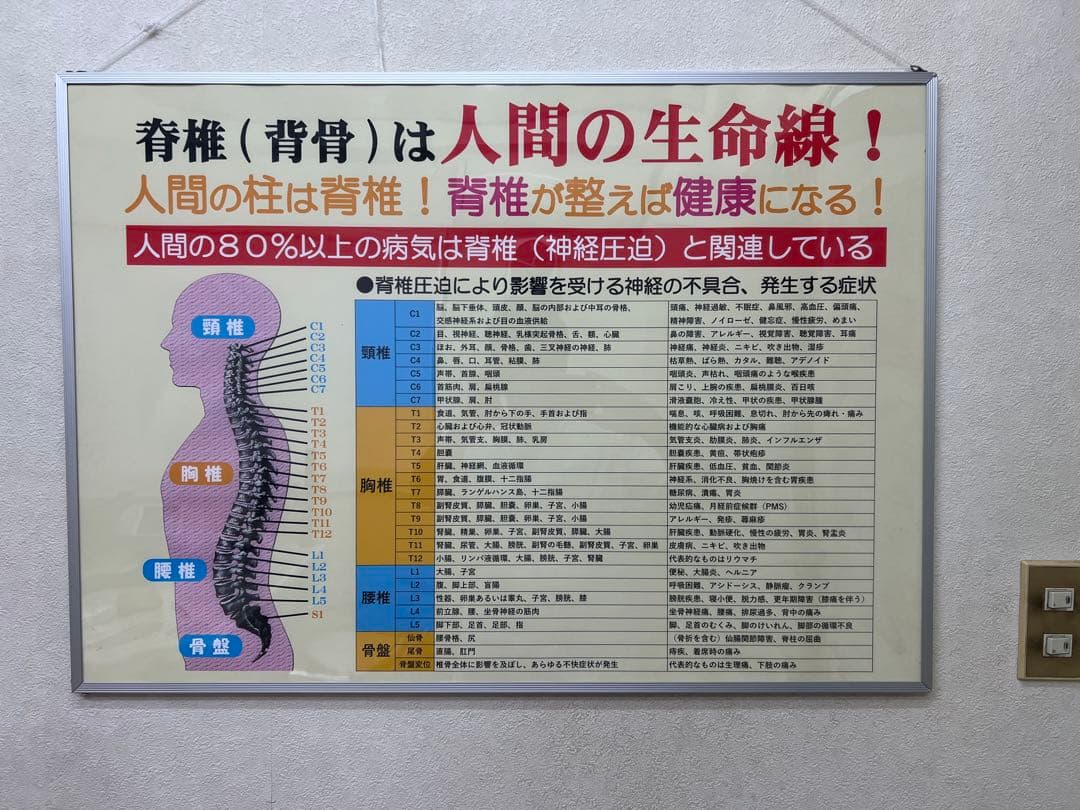 脊椎(背骨)は人間の生命線！
人間の柱は脊椎！脊椎が整えば健康になる！
人間の８０％以上の病気は脊椎（神経圧迫）と関連している
●脊椎圧迫により影響を受ける神経の不具合、発生する症状
頸椎
C1
C2
C3
C4
C5
C6
C7
T1
T2
T3
T4
T5
胸椎
T6
T7
T8
T9
T10
T11
T12
L1
腰椎
L2
L3
L4
L5
S1
骨盤
頸椎
C1 脳、脳下垂体、頭皮、顔、脳の内部および中耳の骨格、 頭痛、神経過敏、不眠症、鼻風邪、高血圧、偏頭痛、
交感神経系および目の血液供給 精神障害、ノイローゼ、健忘症、慢性疲労、めまい
C2 目、視神経、聴神経、乳様突起骨格、舌、額、心臓 鼻の障害、アレルギー、視覚障害、聴覚障害、耳痛
C3 ほお、外耳、顔、骨格、歯、三叉神経の神経、肺 神経痛、神経炎、ニキビ、吹き出物、湿疹
C4 鼻、唇、口、耳管、粘膜、肺 枯草熱、ばら熱、カタル、難聴、アデノイド
C5 声帯、首腺、咽頭 咽頭炎、声枯れ、咽頭痛のような喉疾患
C6 首筋肉、肩、扁桃腺 肩こり、上腕の疾患、扁桃膜炎、百日咳
C7 甲状腺、肩、肘 滑液嚢胞、冷え性、甲状の疾患、甲状腺腫
胸椎
T1 食道、気管、肘から下の手、手首および指 喘息、咳、呼吸困難、息切れ、肘から先の痺れ・痛み
T2 心臓および心弁、冠状動脈 機能的な心臓病および胸痛
T3 声帯、気管支、胸膜、肺、乳房 気管支炎、肋膜炎、肺炎、インフルエンザ
T4 胆嚢 胆嚢疾患、黄疸、帯状疱疹
T5 肝臓、神経網、血液循環 肝臓疾患、低血圧、貧血、関節炎
T6 胃、食道、腹膜、十二指腸 神経系、消化不良、胸焼けを含む胃疾患
T7 膵臓、ランゲルハンス島、十二指腸 糖尿病、潰瘍、胃炎
T8 副腎皮質、膵臓、胆嚢、卵巣、子宮、小腸 幼児疝痛、月経前症候群（PMS）
T9 副腎皮質、膵臓、胆嚢、卵巣、子宮、小腸 アレルギー、発疹、蕁麻疹
T10 腎臓、精巣、卵巣、子宮、副腎皮質、膵臓、大腸 肝臓疾患、動脈硬化、慢性の疲労、胃炎、腎盂炎
T11 腎臓、尿管、大腸、膀胱、副腎の毛髄、副腎皮質、子宮、卵巣 皮膚病、ニキビ、吹き出物
T12 小腸、リンパ液循環、大腸、膀胱、子宮、腎臓 代表的なものはリウマチ
腰椎
L1 大腸、子宮 便秘、大腸炎、ヘルニア
L2 腹、脚上部、盲腸 呼吸困難、アシドーシス、静脈瘤、クランプ
L3 性器、卵巣あるいは睾丸、子宮、膀胱、膝 膀胱疾患、寝小便、脱力感、更年期障害（膝痛を伴う）
L4 前立腺、腰、坐骨神経の筋肉 坐骨神経痛、腰痛、排尿過多、背中の痛み
L5 脚下部、足首、足部、指 脚、足首のむくみ、脚のけいれん、脚部の循環不良
骨盤
仙骨 腰骨格、尻 （骨折を含む）仙腸関節障害、脊柱の屈曲
尾骨 直腸、肛門 痔疾、着席時の痛み
骨盤変位 椎骨全体に影響を及ぼし、あらゆる不快症状が発生 代表的なものは生理痛、下肢の痛み